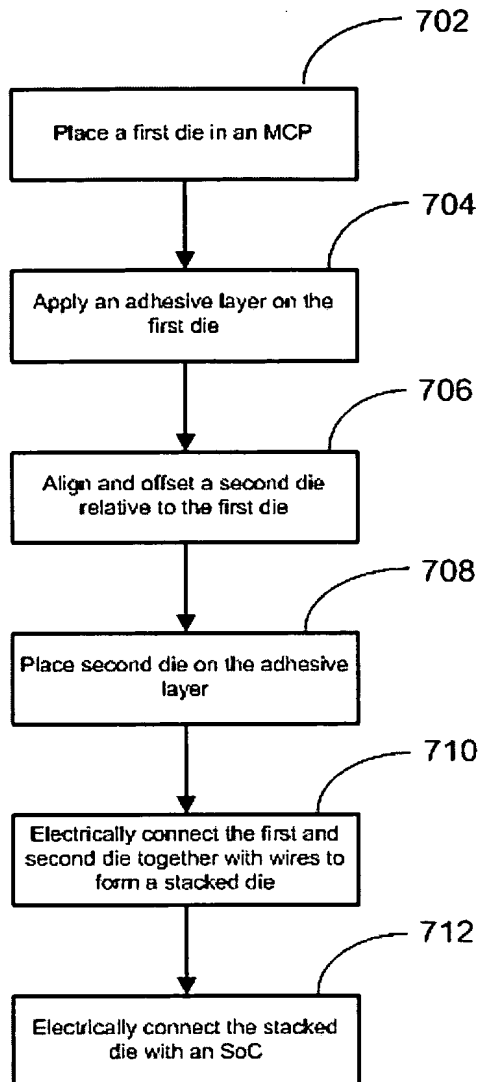 702
Place a first die in an MCP
704
Apply an adhesive layer on the
first die
706
Align and offset a second die
relative to the first die
708
Place second die on the adhesive
layer
710
Electrically connect the first and
second die together with wires to
form a stacked die
712
Electrically connect the stacked
die with an SoC